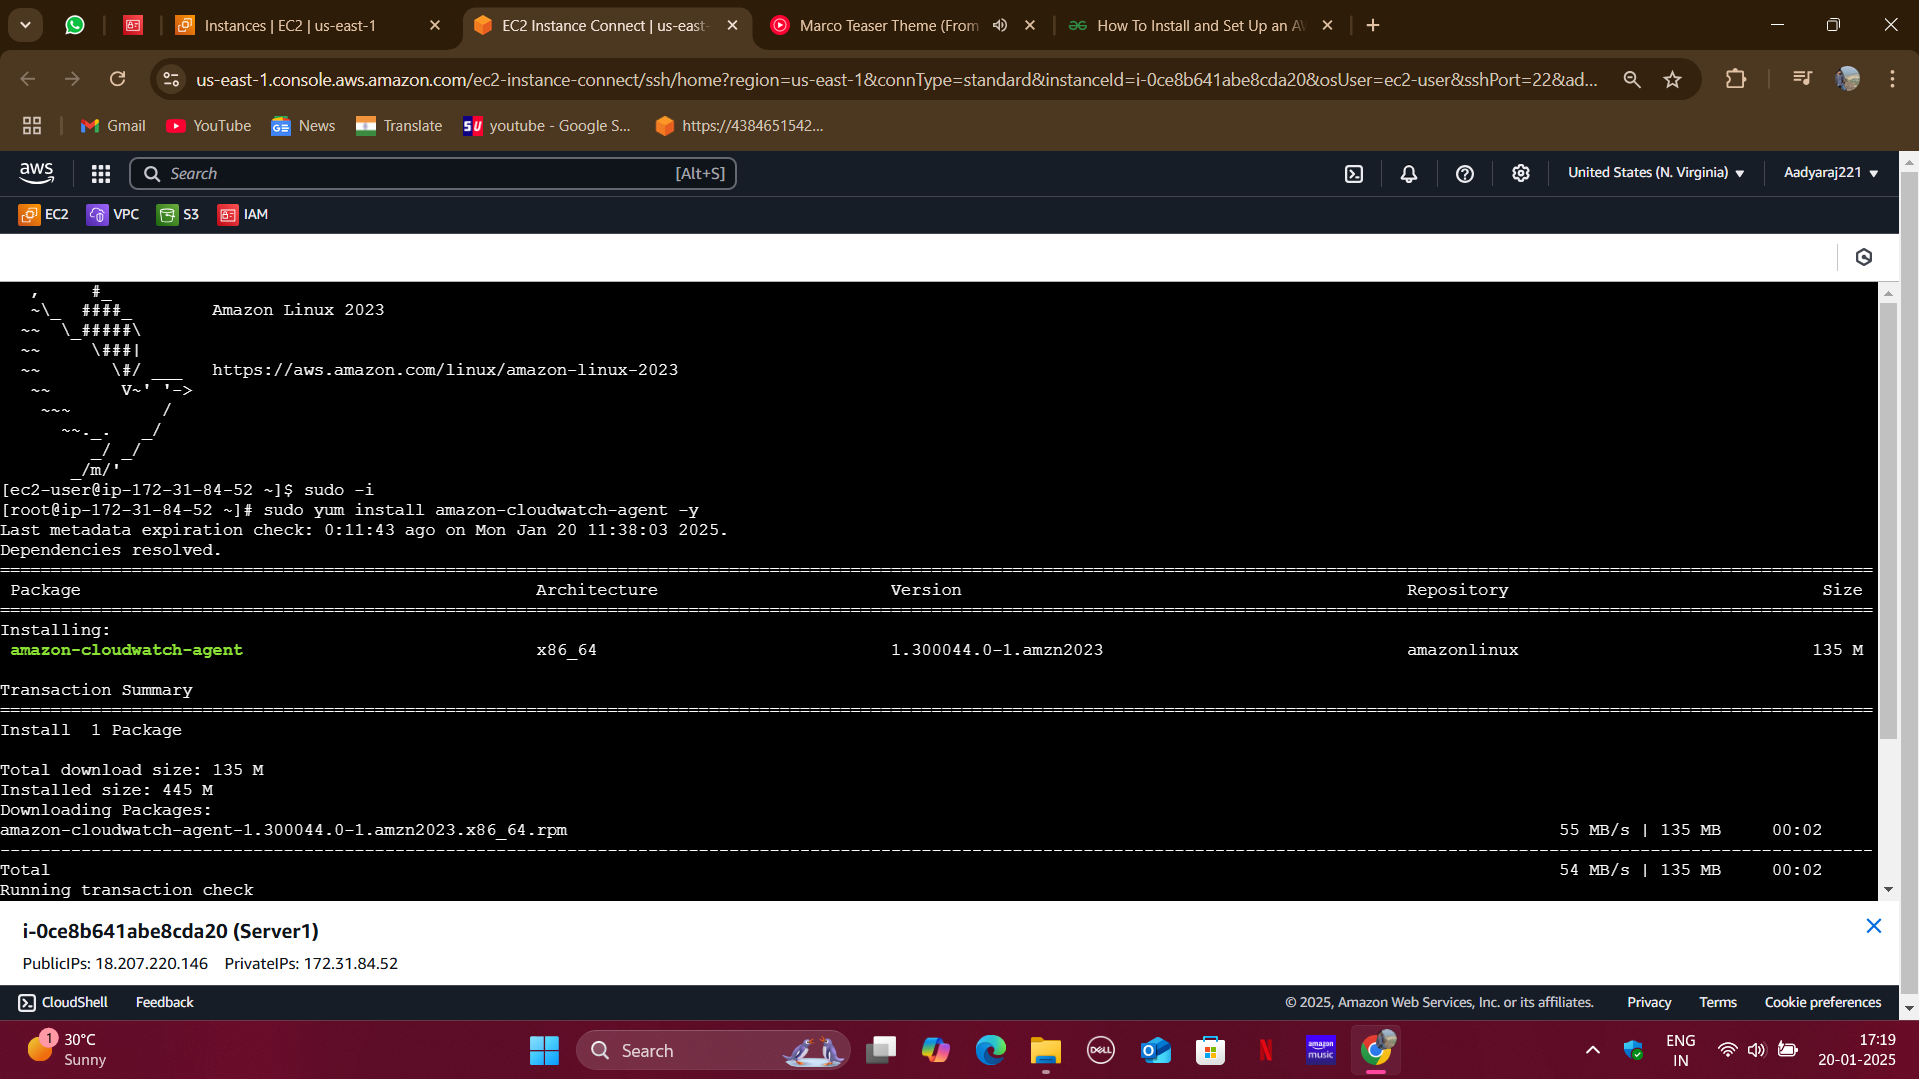 Instances | EC2 | us-east-1
EC2 Instance Connect | us-east-
Marco Teaser Theme (From
How To Install and Set Up an AW
us-east-1.console.aws.amazon.com/ec2-instance-connect/ssh/home?region=us-east-1&connType=standard&instanceId=i-0ce8b641abe8cda20&osUser=ec2-user&sshPort=22&ad...
Gmail
YouTube
News
Translate
SU
youtube - Google S...
https://4384651542...
aws
Search
[Alt+S]
United States (N. Virginia)
Aadyaraj221
EC2
VPC
S3
IAM
   ,     #_
   ~\_  ####_        Amazon Linux 2023
  ~~  \_#####\
  ~~     \###|
  ~~       \#/ ___   https://aws.amazon.com/linux/amazon-linux-2023
   ~~       V~' '->
    ~~~         /
      ~~._.   _/
         _/ _/
       _/m/'
[ec2-user@ip-172-31-84-52 ~]$ sudo -i
[root@ip-172-31-84-52 ~]# sudo yum install amazon-cloudwatch-agent -y
Last metadata expiration check: 0:11:43 ago on Mon Jan 20 11:38:03 2025.
Dependencies resolved.
Package Architecture Version Repository Size
Installing:
amazon-cloudwatch-agent x86_64 1.300044.0-1.amzn2023 amazonlinux 135 M
Transaction Summary
Install 1 Package
Total download size: 135 M
Installed size: 445 M
Downloading Packages:
amazon-cloudwatch-agent-1.300044.0-1.amzn2023.x86_64.rpm 55 MB/s | 135 MB 00:02
Total 54 MB/s | 135 MB 00:02
Running transaction check
i-0ce8b641abe8cda20 (Server1)
PublicIPs: 18.207.220.146 PrivateIPs: 172.31.84.52
CloudShell
Feedback
© 2025, Amazon Web Services, Inc. or its affiliates.
Privacy
Terms
Cookie preferences
1
30°C
Sunny
Search
DELL
N
amazon music
ENG
IN
17:19
20-01-2025